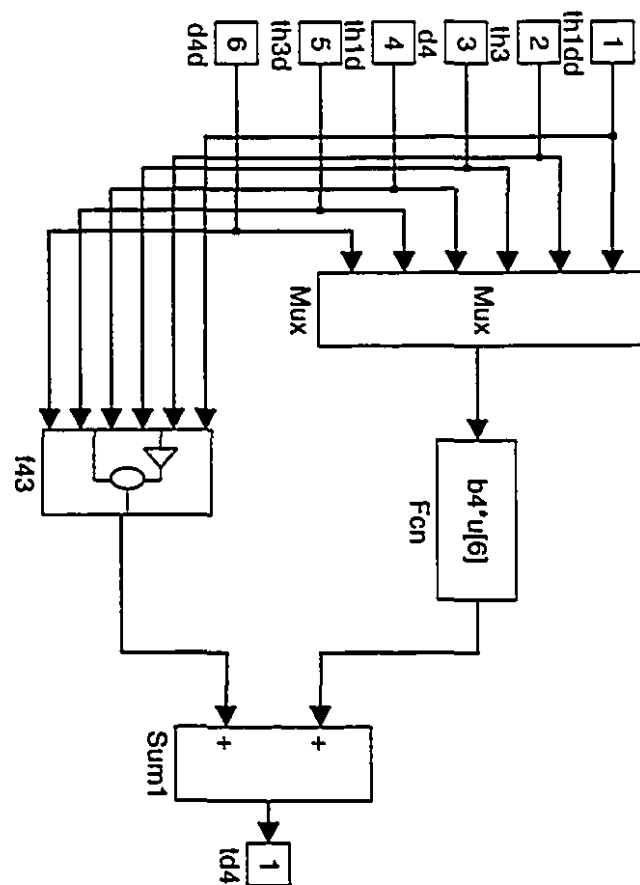 1
th1dd
2
th3
3
d4
4
th1d
5
th3d
6
d4d
Mux
Mux
b4*u[6]
Fcn
f43
+
+
Sum1
1
td4